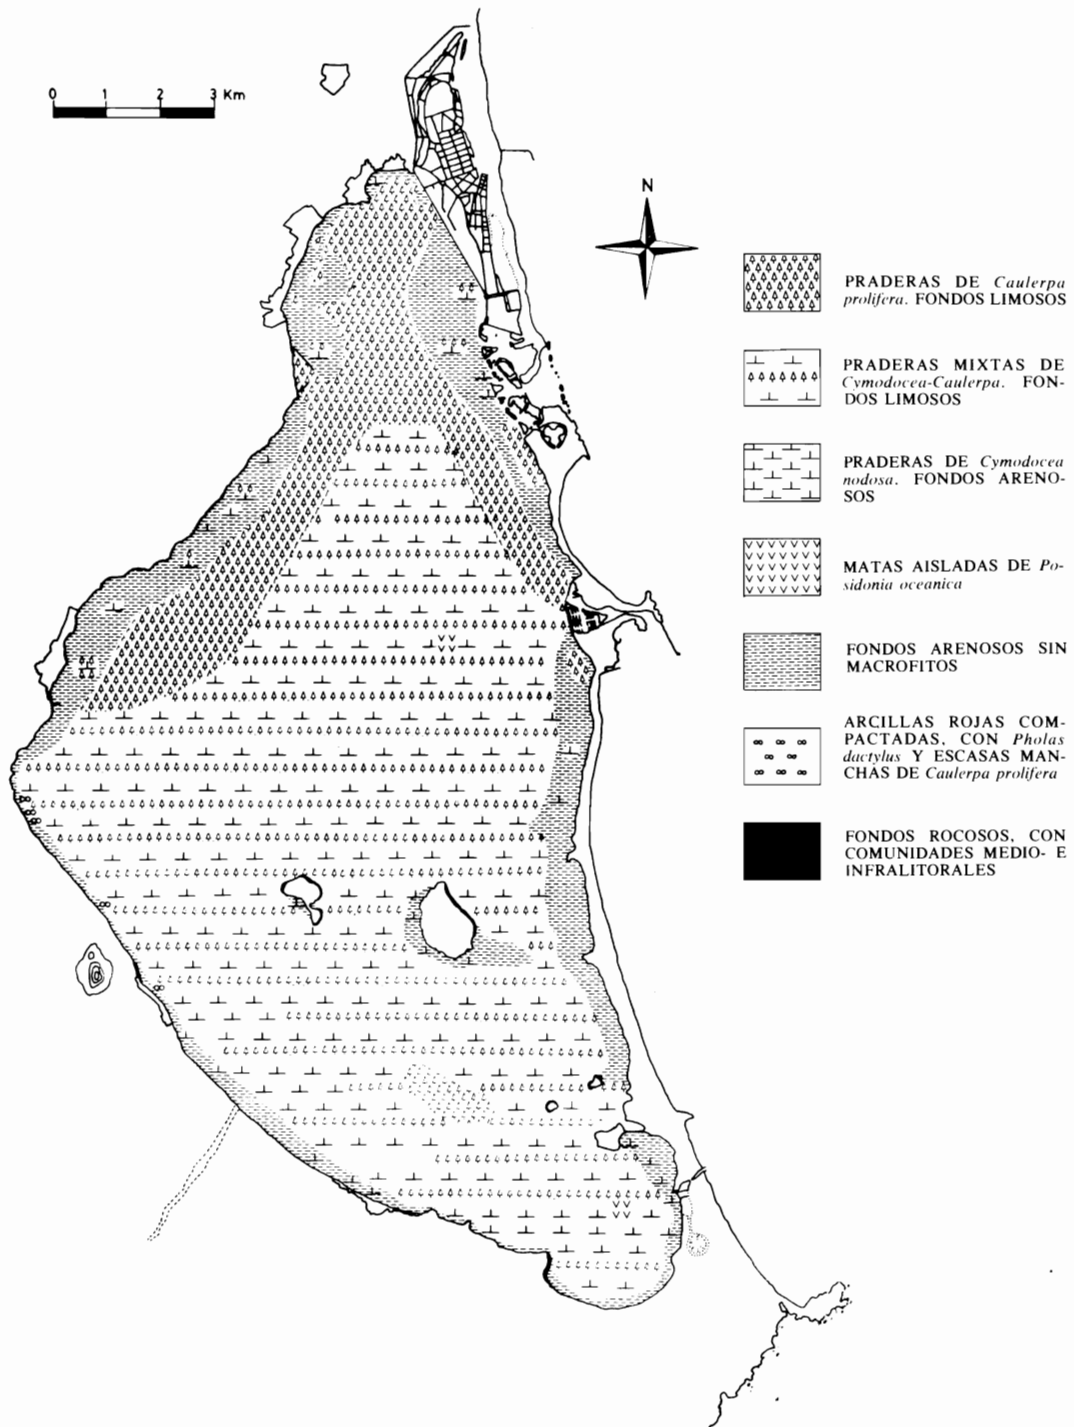 0 1 2 3 Km
N
PRADERAS DE Caulerpa
prolifera. FONDOS LIMOSOS
PRADERAS MIXTAS DE
Cymodocea-Caulerpa. FON-
DOS LIMOSOS
PRADERAS DE Cymodocea
nodosa. FONDOS ARENO-
SOS
MATAS AISLADAS DE Po-
sidonia oceanica
FONDOS ARENOSOS SIN
MACROFITOS
ARCILLAS ROJAS COM-
PACTADAS, CON Pholas
dactylus Y ESCASAS MAN-
CHAS DE Caulerpa prolifera
FONDOS ROCOSOS, CON
COMUNIDADES MEDIO- E
INFRALITORALES